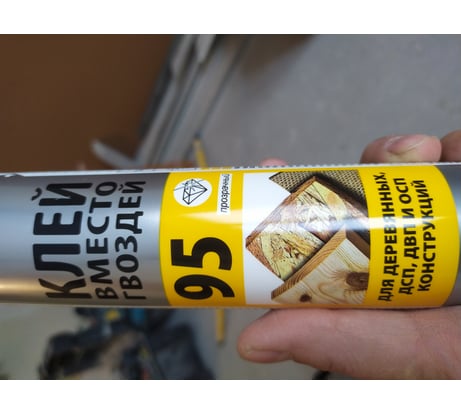 КЛЕЙ
ВМЕСТО
ГВОЗДЕЙ
прозрачный
95
ДЛЯ ДЕРЕВЯННЫХ,
ДСП, ДВП И ОСП
КОНСТРУКЦИЙ